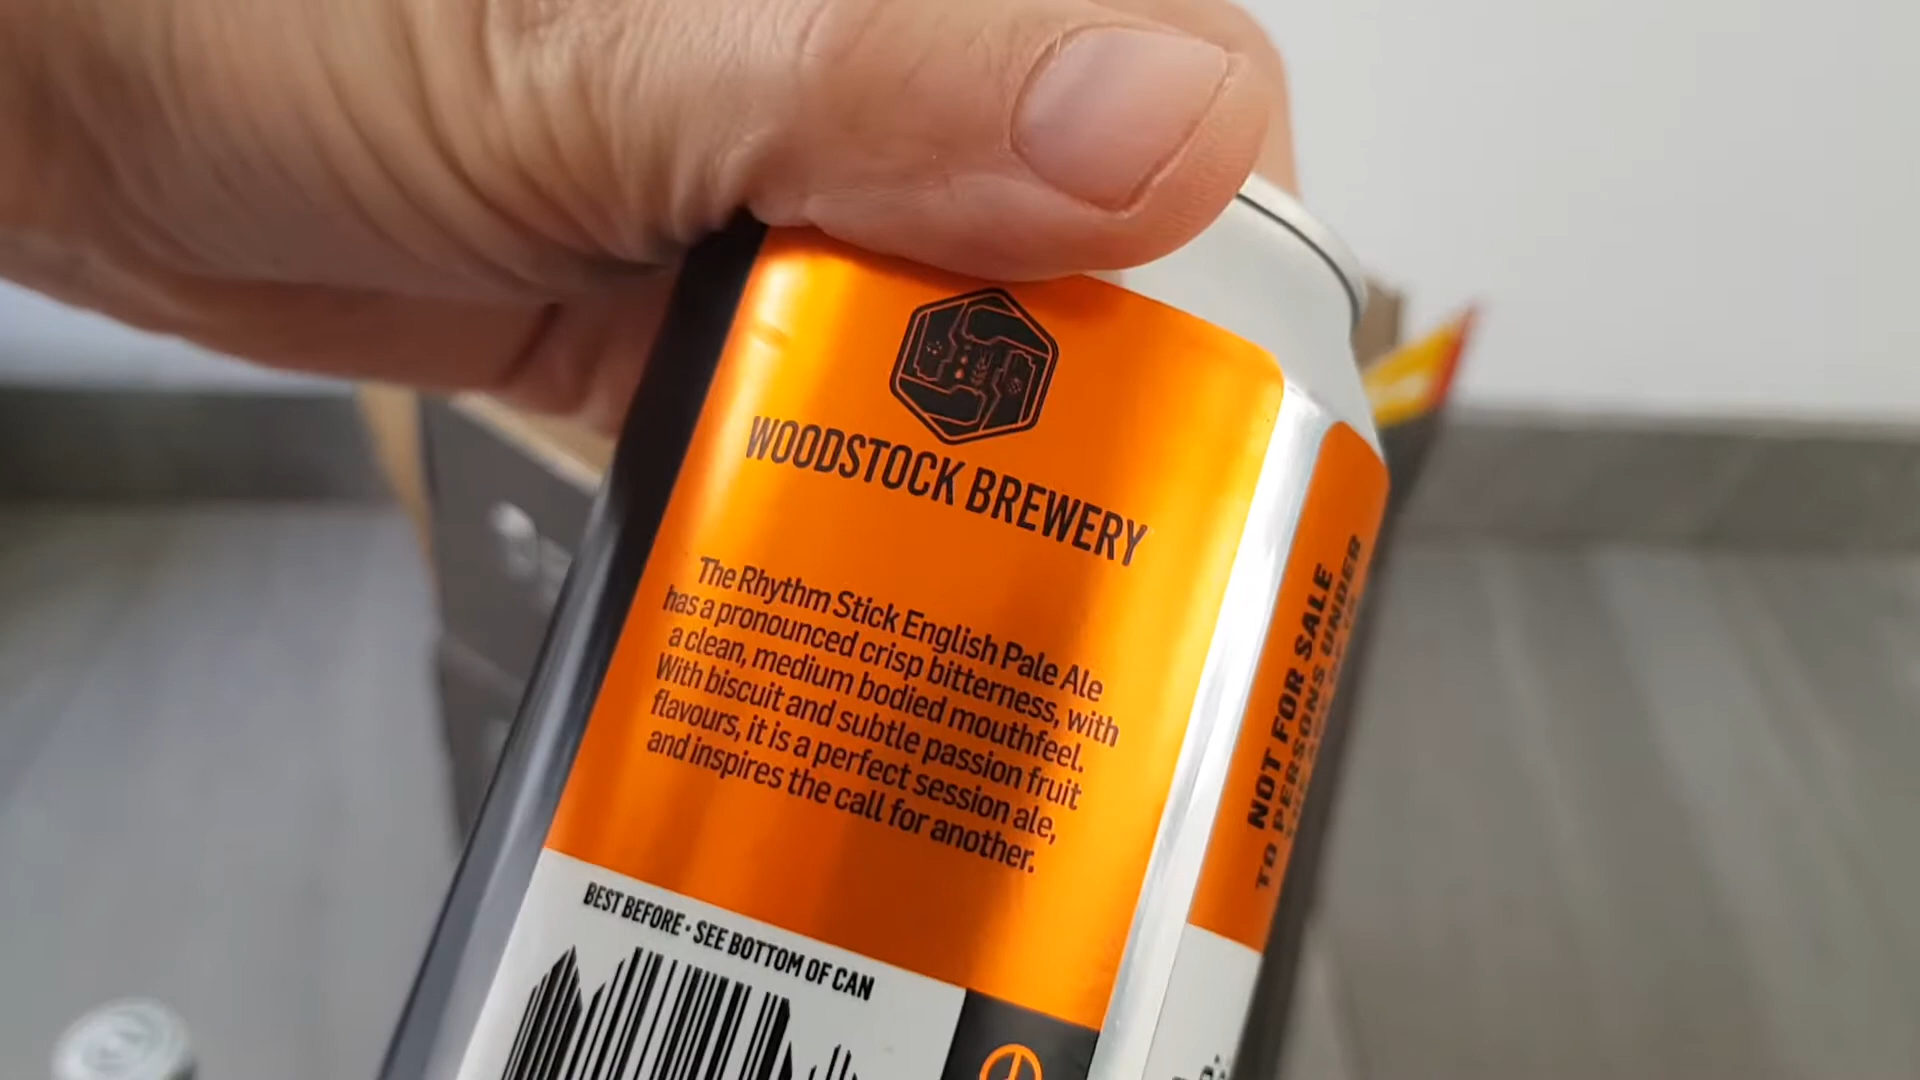 WOODSTOCK BREWERY
The Rhythm Stick English Pale Ale
has a pronounced crisp bitterness, with
a clean, medium bodied mouthfeel.
With biscuit and subtle passion fruit
flavours, it is a perfect session ale,
and inspires the call for another.
BEST BEFORE • SEE BOTTOM OF CAN
NOT FOR SALE
TO PERSONS UNDER